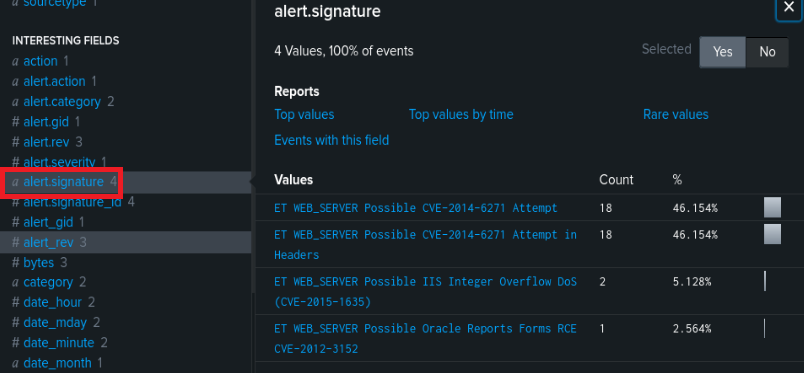 a sourcetype 1
INTERESTING FIELDS
a action 1
a alert.action 1
a alert.category 2
# alert.gid 1
# alert.rev 3
# alert.severity 1
a alert.signature 4
# alert.signature_id 4
# alert_gid 1
# alert_rev 3
# bytes 3
a category 2
# date_hour 2
# date_mday 2
# date_minute 2
a date_month 1
alert.signature
4 Values, 100% of events
Selected Yes No
Reports
Top values Top values by time Rare values
Events with this field
Values Count %
ET WEB_SERVER Possible CVE-2014-6271 Attempt 18 46.154%
ET WEB_SERVER Possible CVE-2014-6271 Attempt in 18 46.154%
Headers
ET WEB_SERVER Possible IIS Integer Overflow DoS 2 5.128%
(CVE-2015-1635)
ET WEB_SERVER Possible Oracle Reports Forms RCE 1 2.564%
CVE-2012-3152